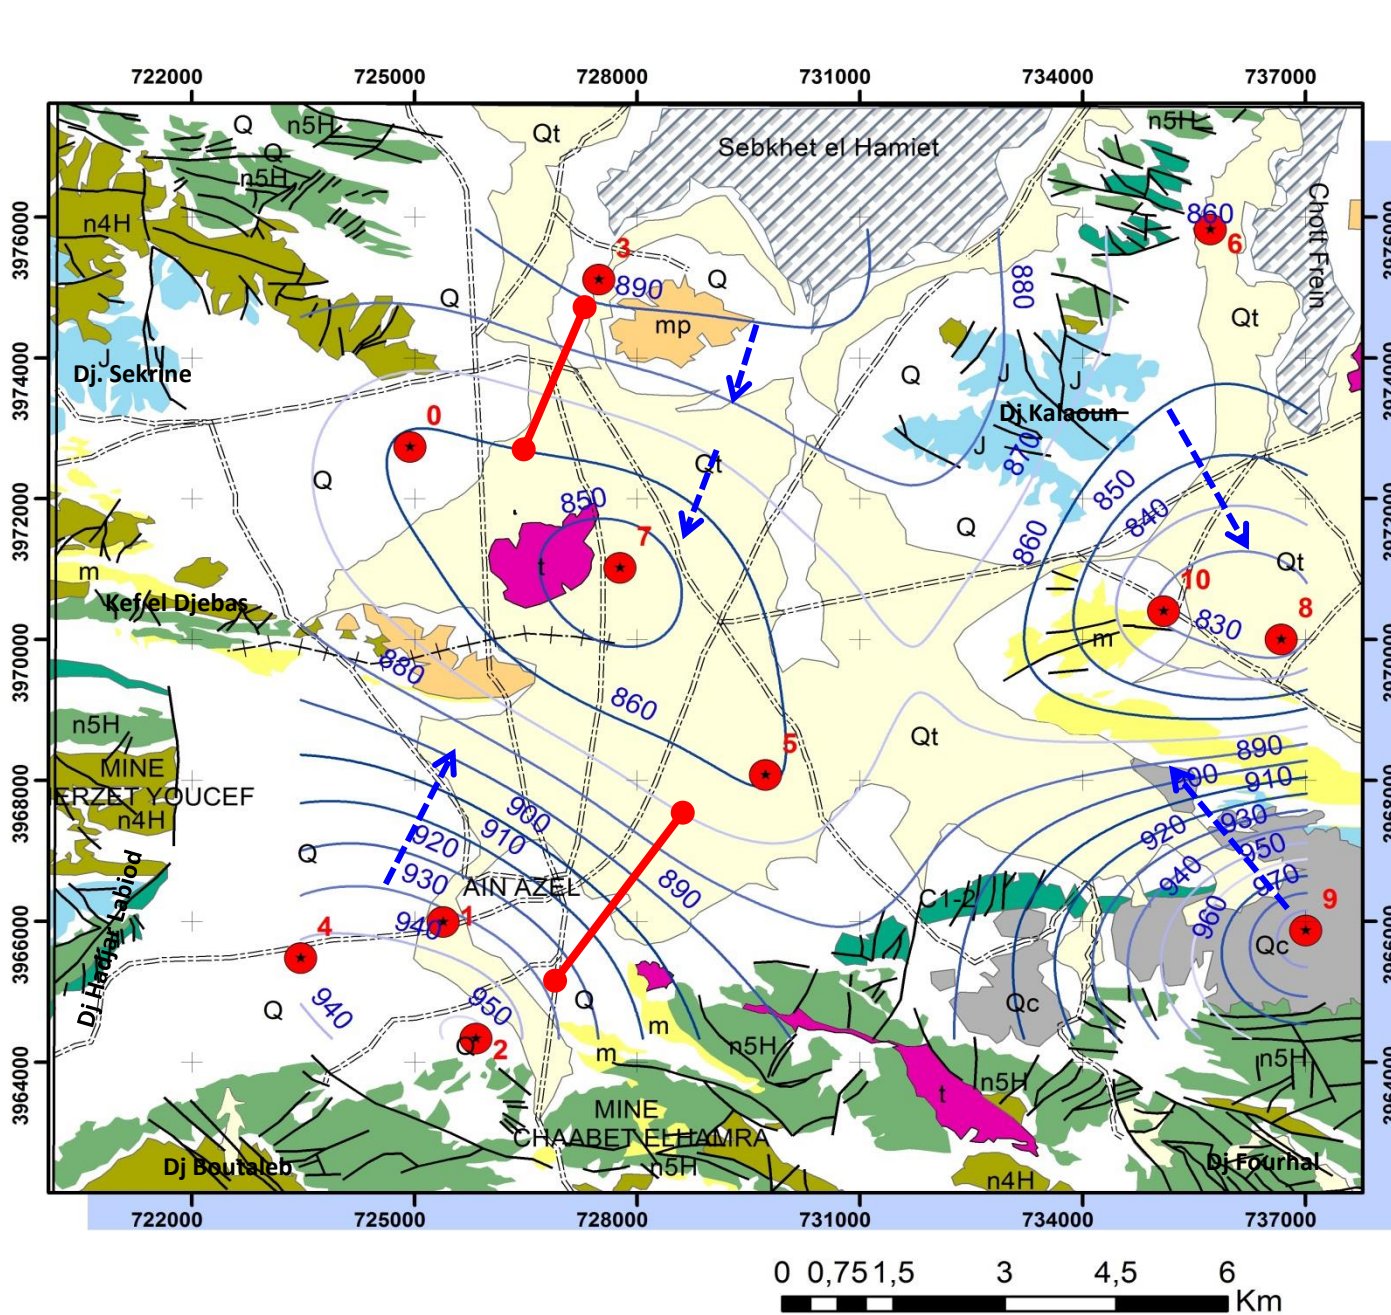 722000 725000 728000 731000 734000 737000
Q
n5H
Qt
Sebkhet el Hamiet
n5H
Q
n5H
Chott Frein
3976000
n4H
860
6
3
Q
890
Q
880
mp
Qt
J
Dj. Sekrine
3974000
Q
J
J
Dj Kalaoun
0
J
870
Qt
Q
850
3972000
850
840
Q
7
860
Qt
t
m
10
Kef el Djebas
8
830
m
3970000
880
860
n5H
5
Qt
890
MINE
900
910
ERZET YOUCEF
3968000
n4H
900
910
920
930
920
950
Q
930
AIN AZEL
890
940
970
C1-2
9
Dj Hadjar Labiod
1
4
940
960
Qc
3966000
940
950
Q
Q
Qc
m
Q
2
m
n5H
n5H
n5H
3964000
t
MINE
CHAABET ELHAMRA
Dj Boutaleb
n5H
n4H
Dj Fourhal
722000 725000 728000 731000 734000 737000
0 0,75 1,5 3 4,5 6
Km